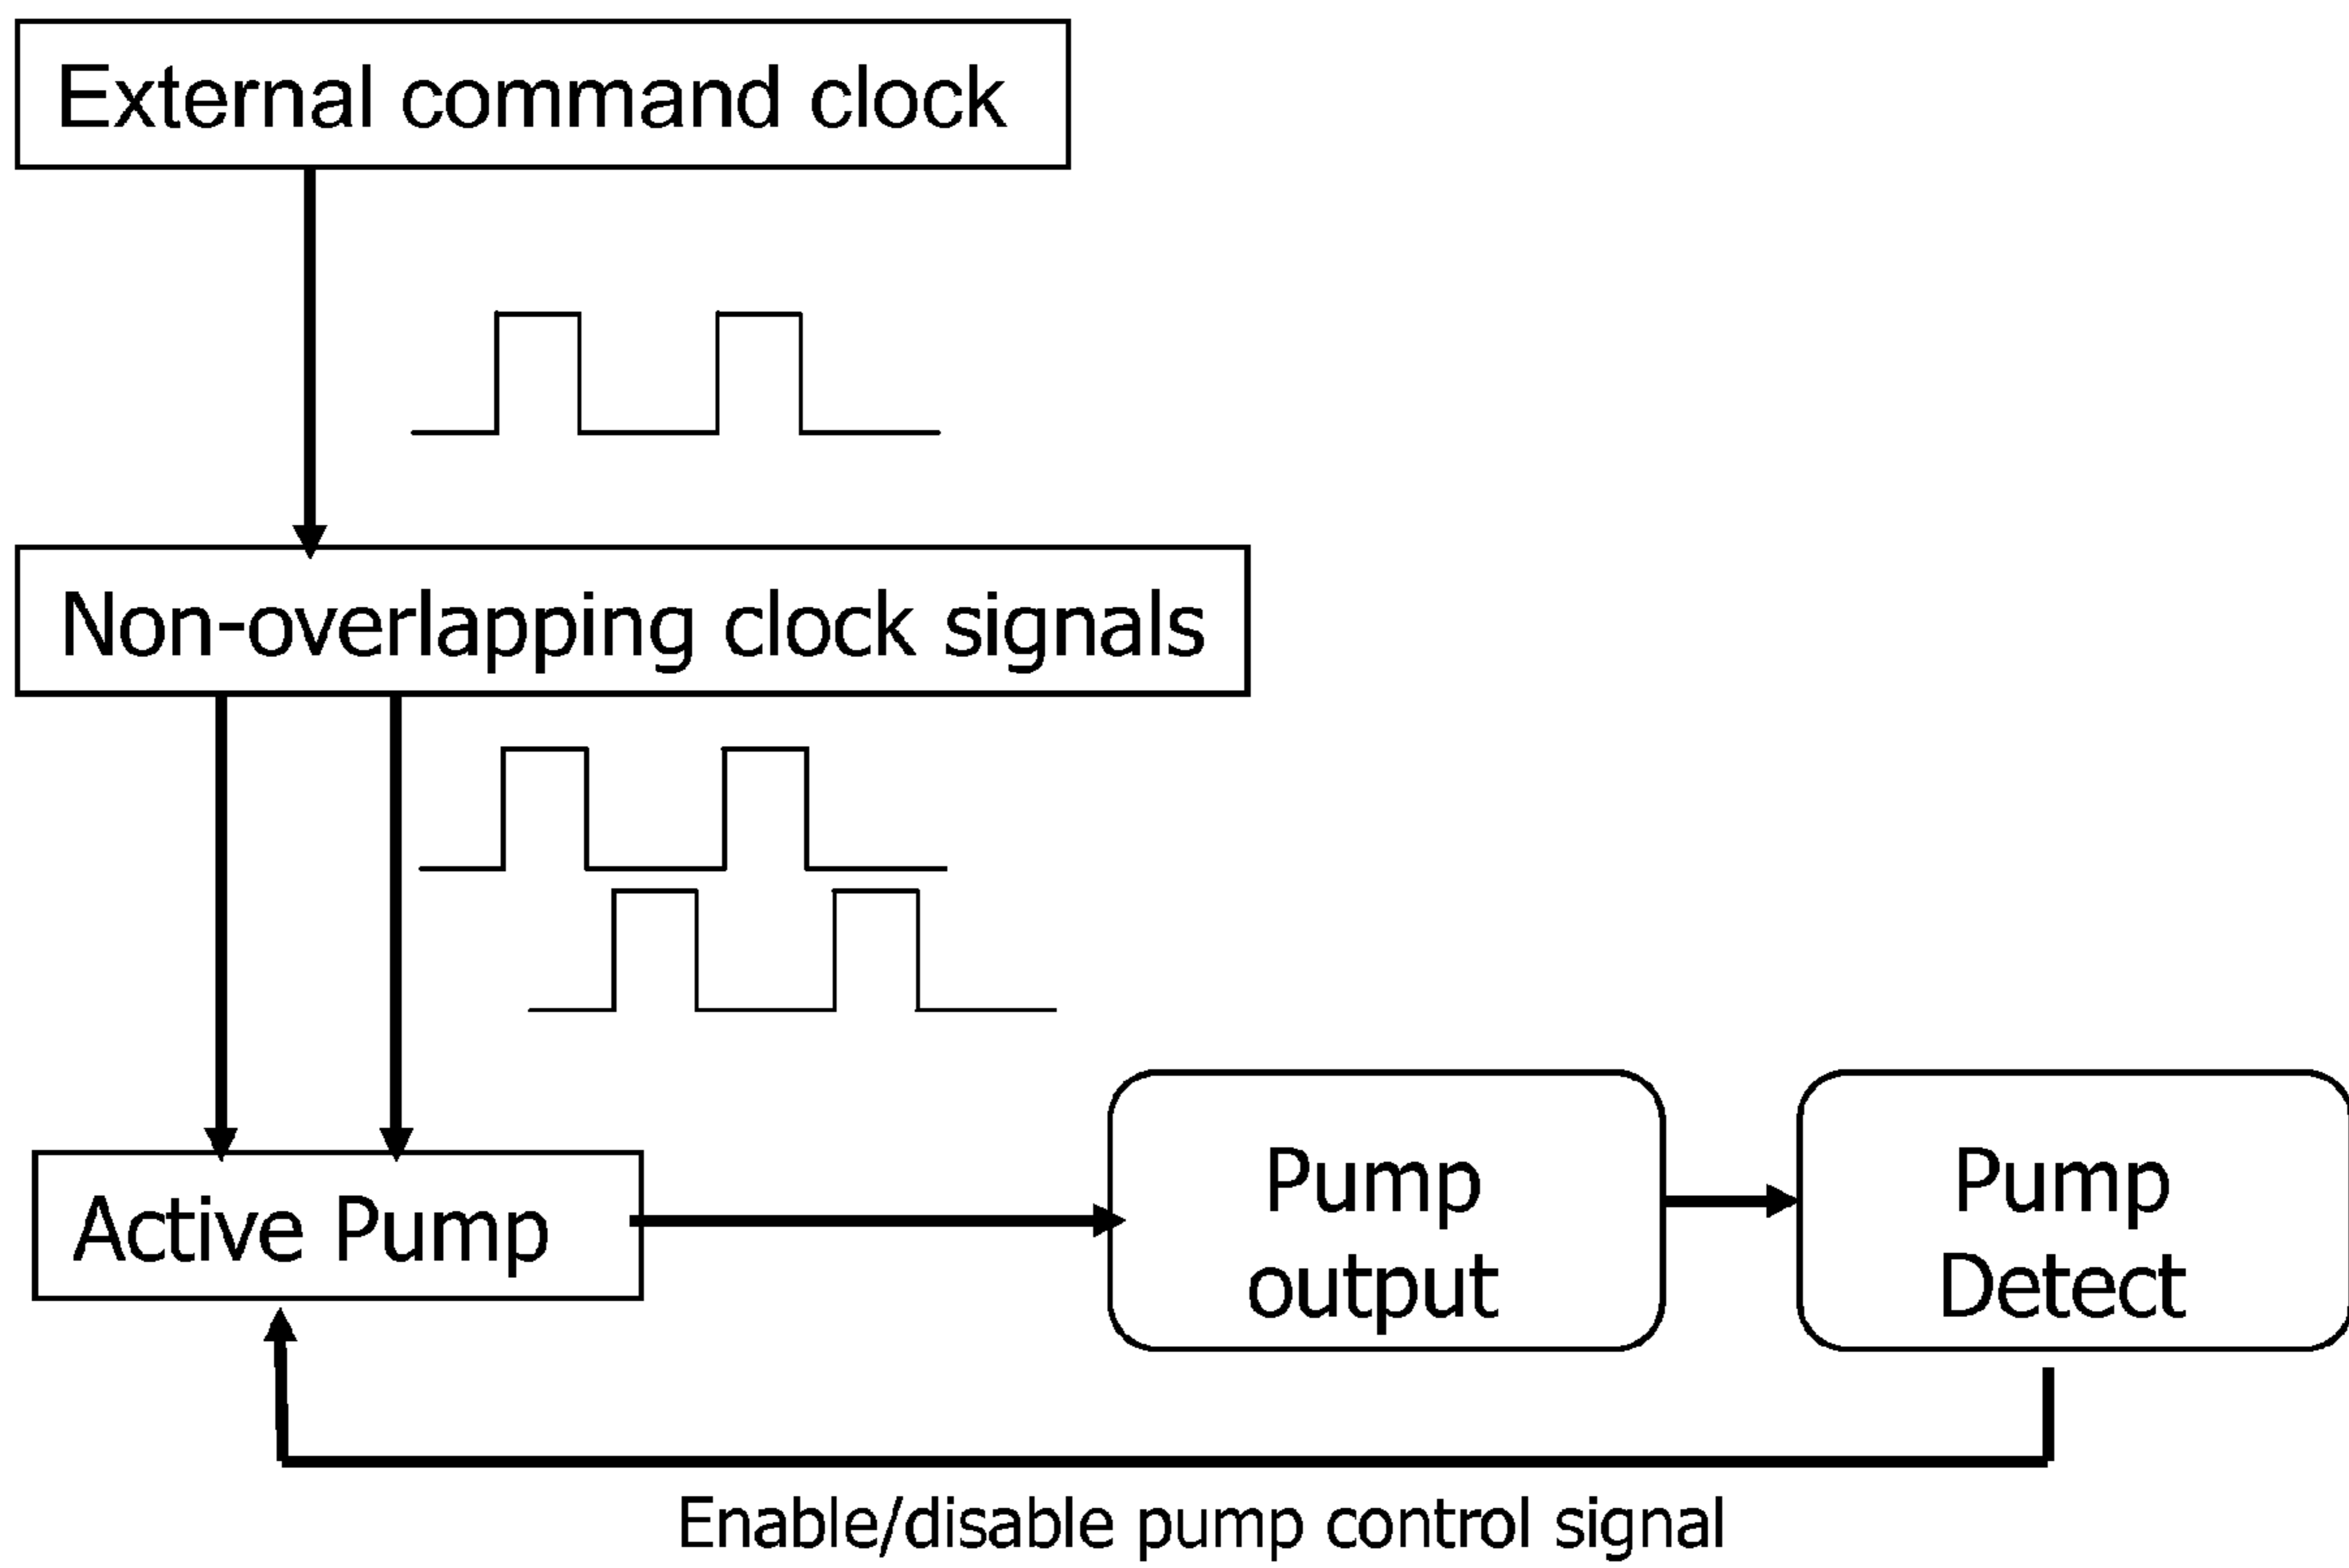 External command clock
Non-overlapping clock signals
Active Pump
Pump
output
Pump
Detect
Enable/disable pump control signal